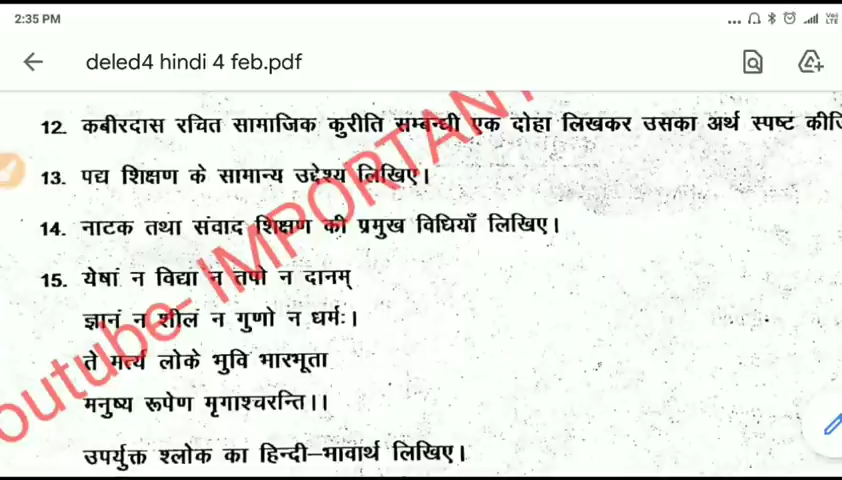 2:35 PM
deled4 hindi 4 feb.pdf
12. कबीरदास रचित सामाजिक कुरीति सम्बन्धी एक दोहा लिखकर उसका अर्थ स्पष्ट
13. पद्य शिक्षण के सामान्य उद्देश्य लिखिए।
14. नाटक तथा संवाद शिक्षण की प्रमुख विधियाँ लिखिए।
15. येषां न विद्या न तपो न दानम्
ज्ञानं न शीलं न गुणो न धर्मः।
ते मर्त्य लोके भुवि भारभूता
मनुष्य रूपेण मृगाश्चरन्ति।।
उपर्युक्त श्लोक का हिन्दी-भावार्थ लिखिए।
outube- IMPORTANT